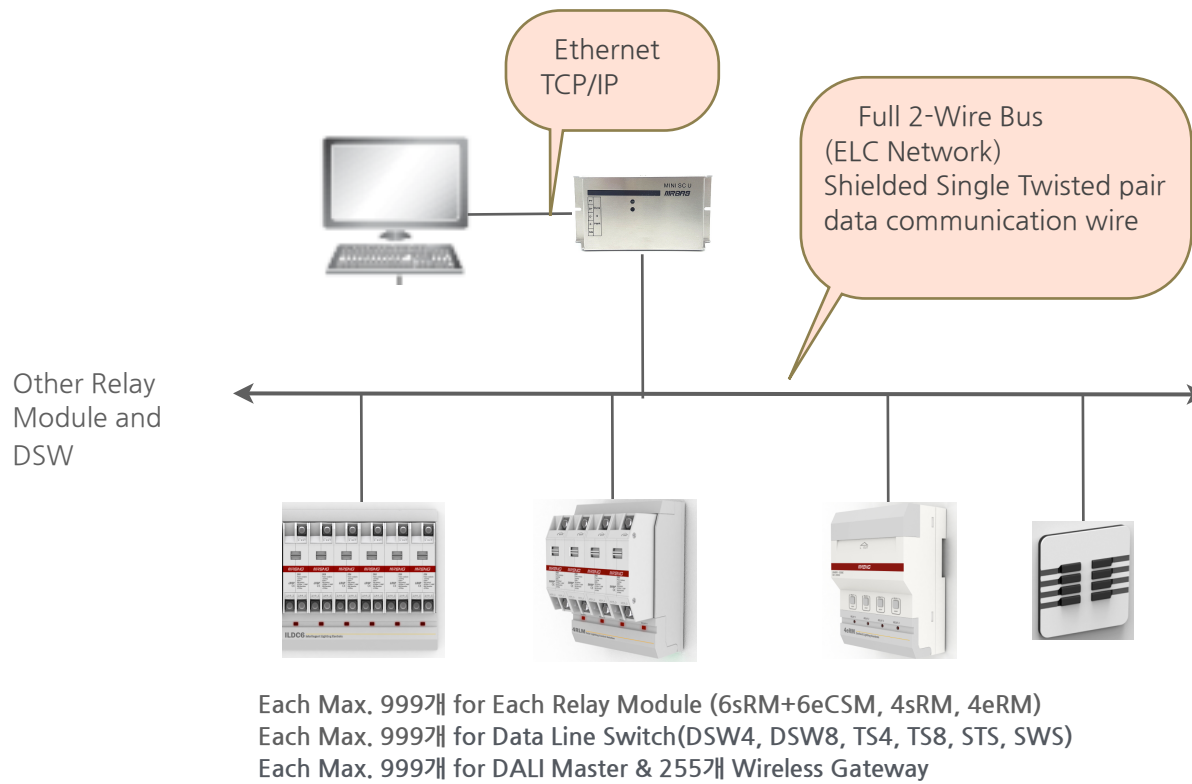 Ethernet
TCP/IP
Full 2-Wire Bus
(ELC Network)
Shielded Single Twisted pair
data communication wire
MINI SCU
Other Relay
Module and
DSW
ILDC6
4eRM
Each Max. 999개 for Each Relay Module (6sRM+6eCSM, 4sRM, 4eRM)
Each Max. 999개 for Data Line Switch(DSW4, DSW8, TS4, TS8, STS, SWS)
Each Max. 999개 for DALI Master & 255개 Wireless Gateway